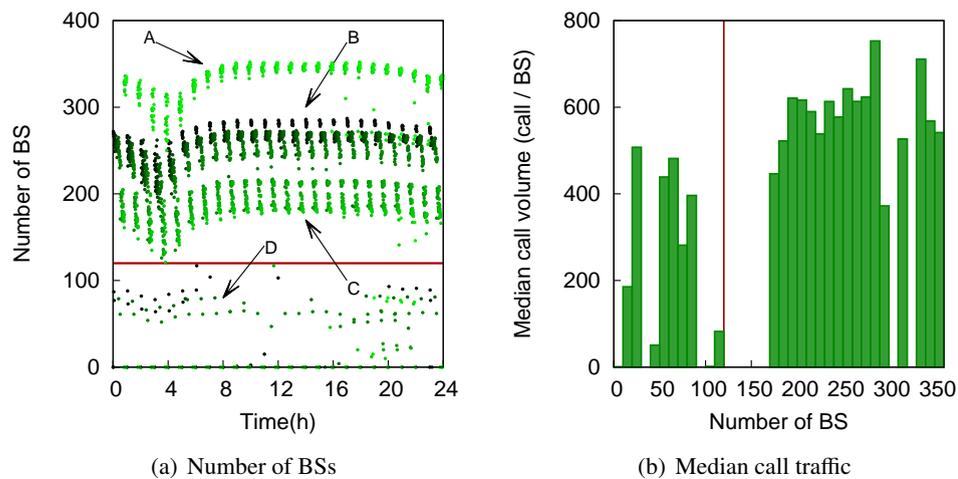 400
300
200
100
0
Number of BS
A
B
D
C
0 4 8 12 16 20 24
Time(h)
(a) Number of BSs
800
600
400
200
0
Median call volume (call / BS)
0 50 100 150 200 250 300 350
Number of BS
(b) Median call traffic